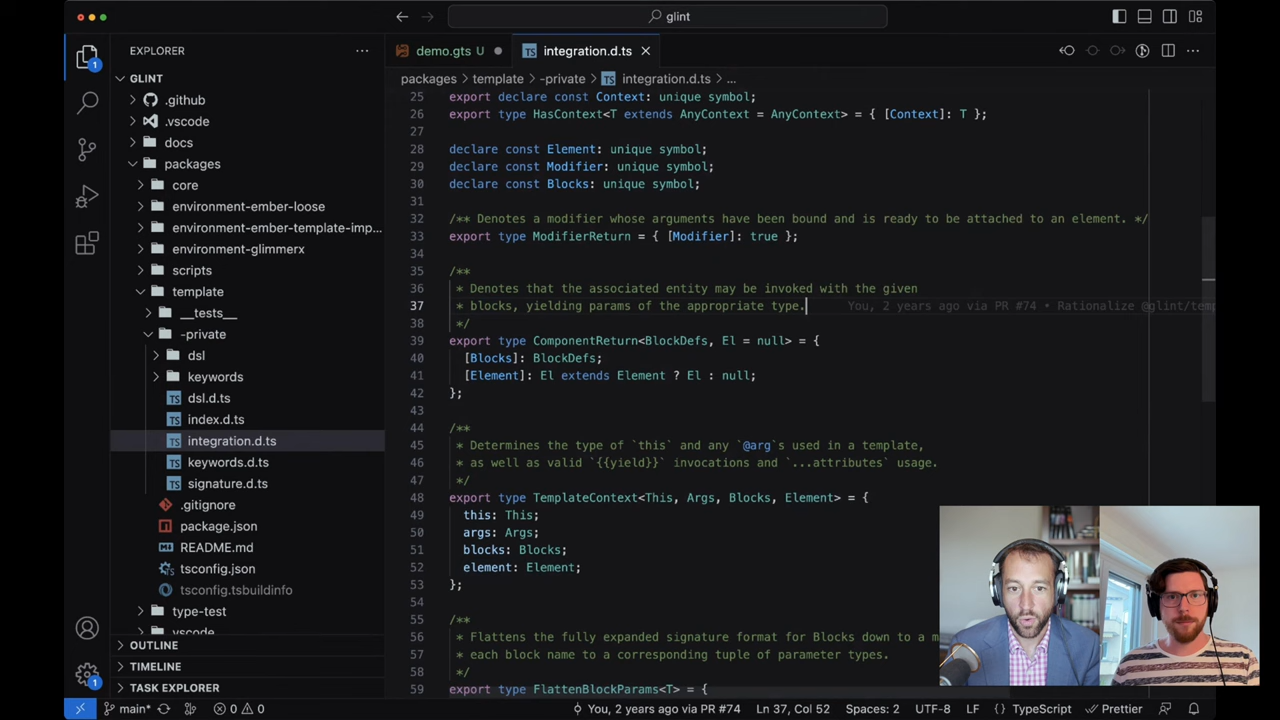 glint
EXPLORER
GLINT
.github
.vscode
docs
packages
core
environment-ember-loose
environment-ember-template-imp...
environment-glimmerx
scripts
template
__tests__
-private
dsl
keywords
dsl.d.ts
index.d.ts
integration.d.ts
keywords.d.ts
signature.d.ts
.gitignore
package.json
README.md
tsconfig.json
tsconfig.tsbuildinfo
type-test
vscode
OUTLINE
TIMELINE
TASK EXPLORER
1
1
demo.gts U
TS integration.d.ts
packages > template > -private > TS integration.d.ts > ...
25 export declare const Context: unique symbol;
26 export type HasContext<T extends AnyContext = AnyContext> = { [Context]: T };
27
28 declare const Element: unique symbol;
29 declare const Modifier: unique symbol;
30 declare const Blocks: unique symbol;
31
32 /** Denotes a modifier whose arguments have been bound and is ready to be attached to an element. */
33 export type ModifierReturn = { [Modifier]: true };
34
35 /**
36 * Denotes that the associated entity may be invoked with the given
37 * blocks, yielding params of the appropriate type. You, 2 years ago via PR #74 • Rationalize @glint/temp
38 */
39 export type ComponentReturn<BlockDefs, El = null> = {
40 [Blocks]: BlockDefs;
41 [Element]: El extends Element ? El : null;
42 };
43
44 /**
45 * Determines the type of `this` and any `@arg`s used in a template,
46 * as well as valid `{{yield}}` invocations and `...attributes` usage.
47 */
48 export type TemplateContext<This, Args, Blocks, Element> = {
49 this: This;
50 args: Args;
51 blocks: Blocks;
52 element: Element;
53 };
54
55 /**
56 * Flattens the fully expanded signature format for Blocks down to a m
57 * each block name to a corresponding tuple of parameter types.
58 */
59 export type FlattenBlockParams<T> = {
main* 0 0 You, 2 years ago via PR #74 Ln 37, Col 52 Spaces: 2 UTF-8 LF {} TypeScript Prettier